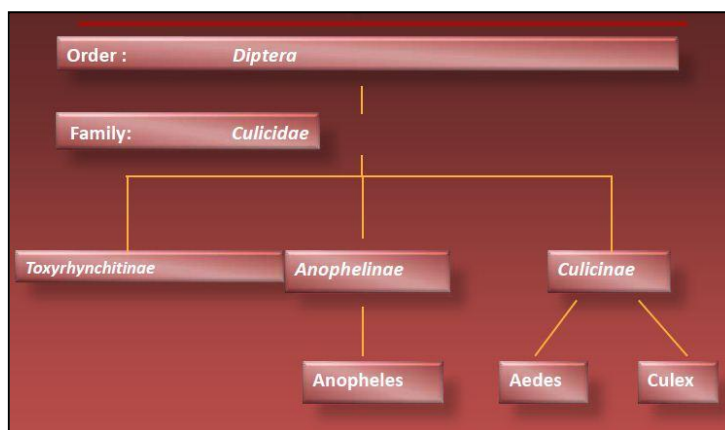 Order : Diptera
Family: Culicidae
Toxyrhynchitinae Anophelinae Culicinae
Anopheles Aedes Culex